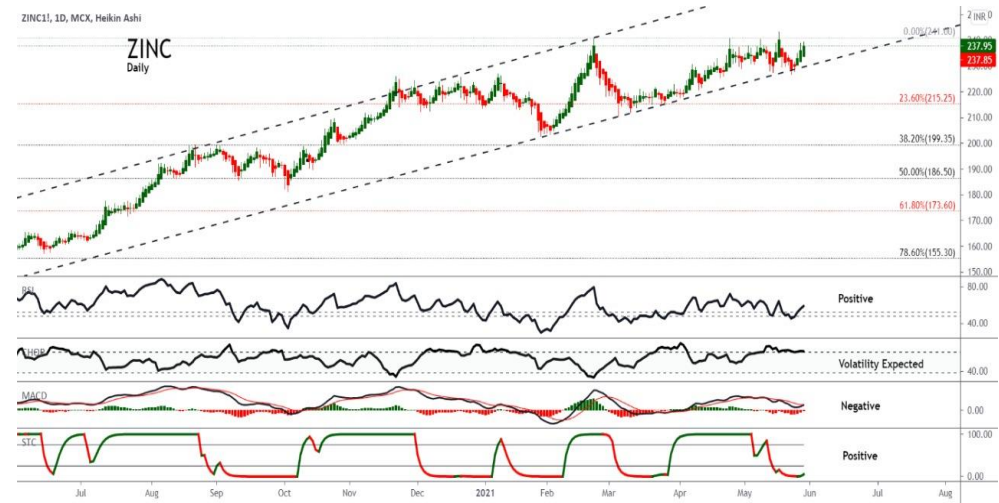 ZINC1!, 1D, MCX, Heikin Ashi
INR
ZINC
Daily
0.00%(241.00)
237.95
237.85
220.00
23.60%(215.25)
210.00
38.20%(199.35)
200.00
190.00
50.00%(186.50)
180.00
61.80%(173.60)
170.00
160.00
78.60%(155.30)
150.00
RSI
80.00
Positive
40.00
CHOP
Volatility Expected
40.00
MACD
Negative
0.00
STC
100.00
Positive
0.00
Jul Aug Sep Oct Nov Dec 2021 Feb Mar Apr May Jun Jul Aug